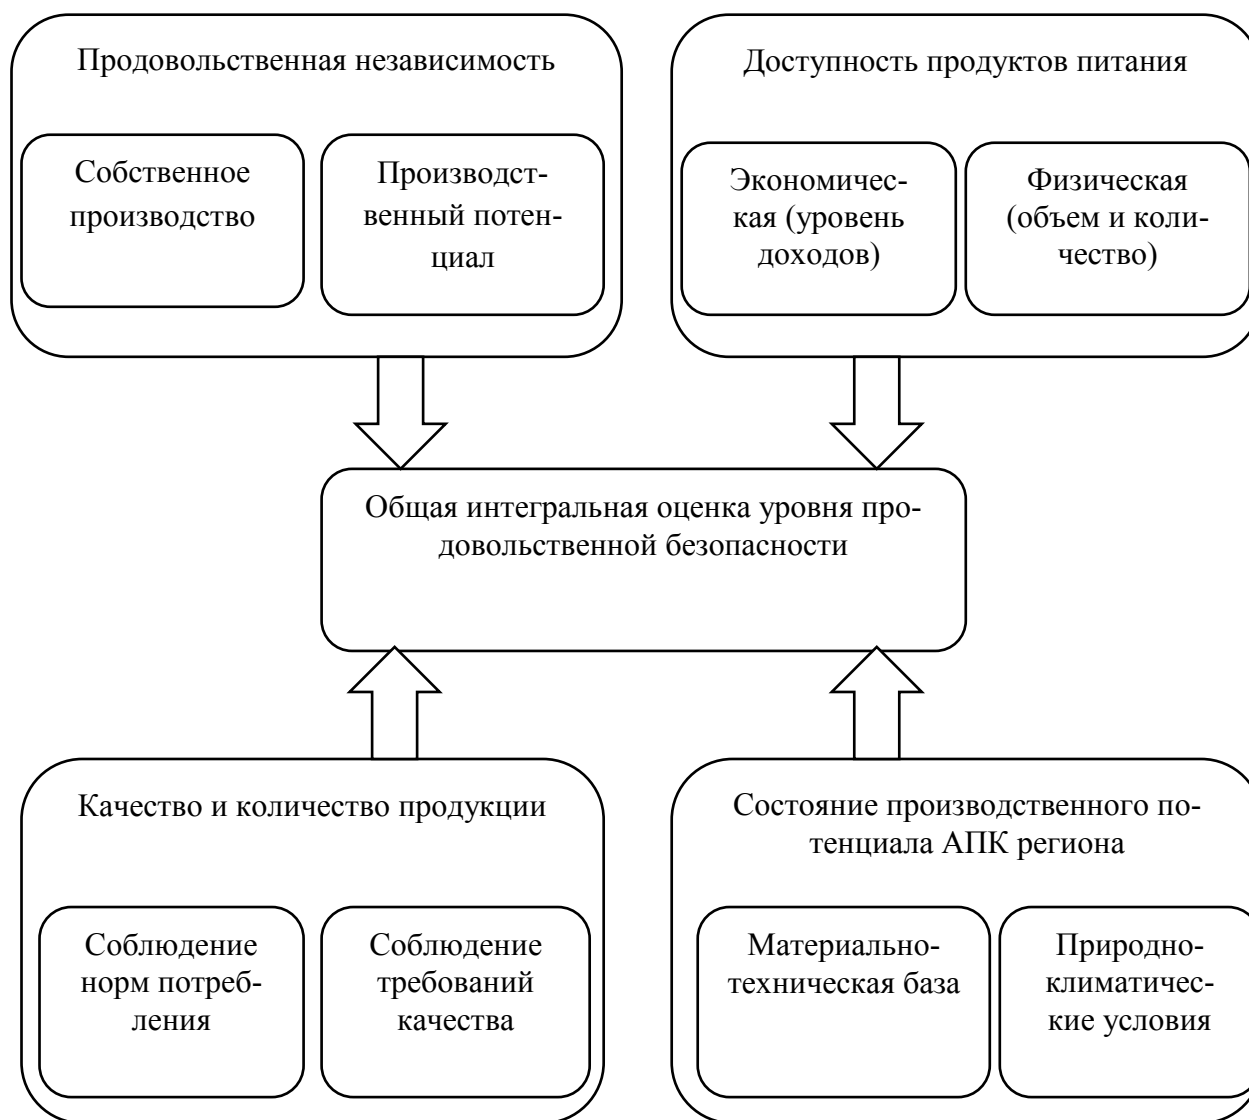 Продовольственная независимость
Собственное
производство
Производст-
венный потен-
циал
Доступность продуктов питания
Экономичес-
кая (уровень
доходов)
Физическая
(объем и коли-
чество)
Общая интегральная оценка уровня про-
довольственной безопасности
Качество и количество продукции
Соблюдение
норм потреб-
ления
Соблюдение
требований
качества
Состояние производственного по-
тенциала АПК региона
Материально-
техническая база
Природно-
климатичес-
кие условия